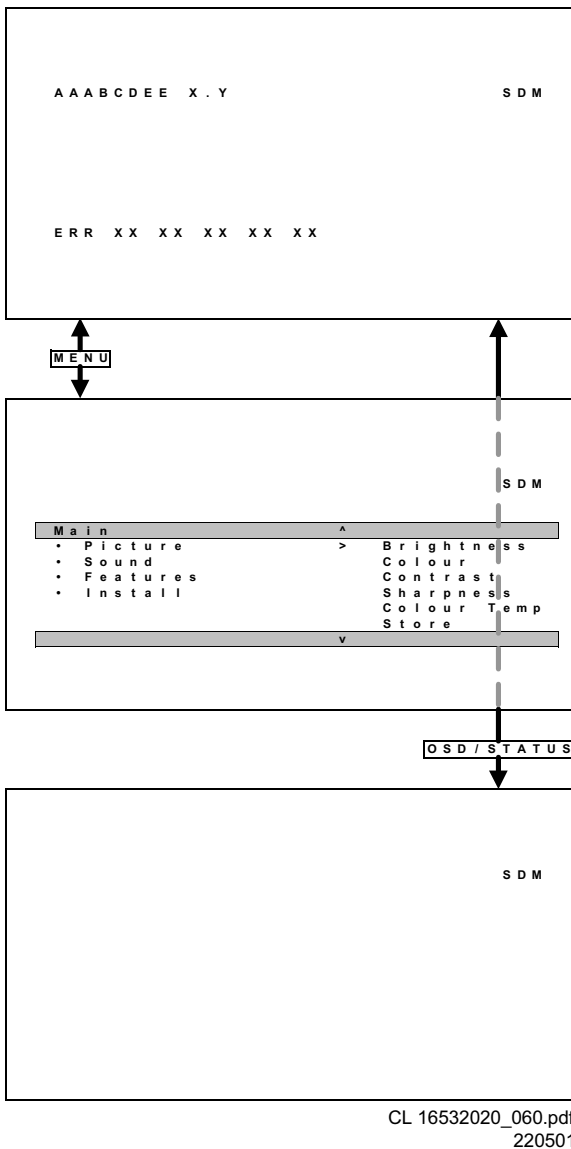 AAABCDEE X.Y SDM
ERR XX XX XX XX XX
MENU
SDM
Main ^
• Picture > Brightness
• Sound Colour
• Features Contrast
• Install Sharpness
Colour Temp
Store
v
OSD/STATUS
SDM
CL 16532020_060.pdf
220501